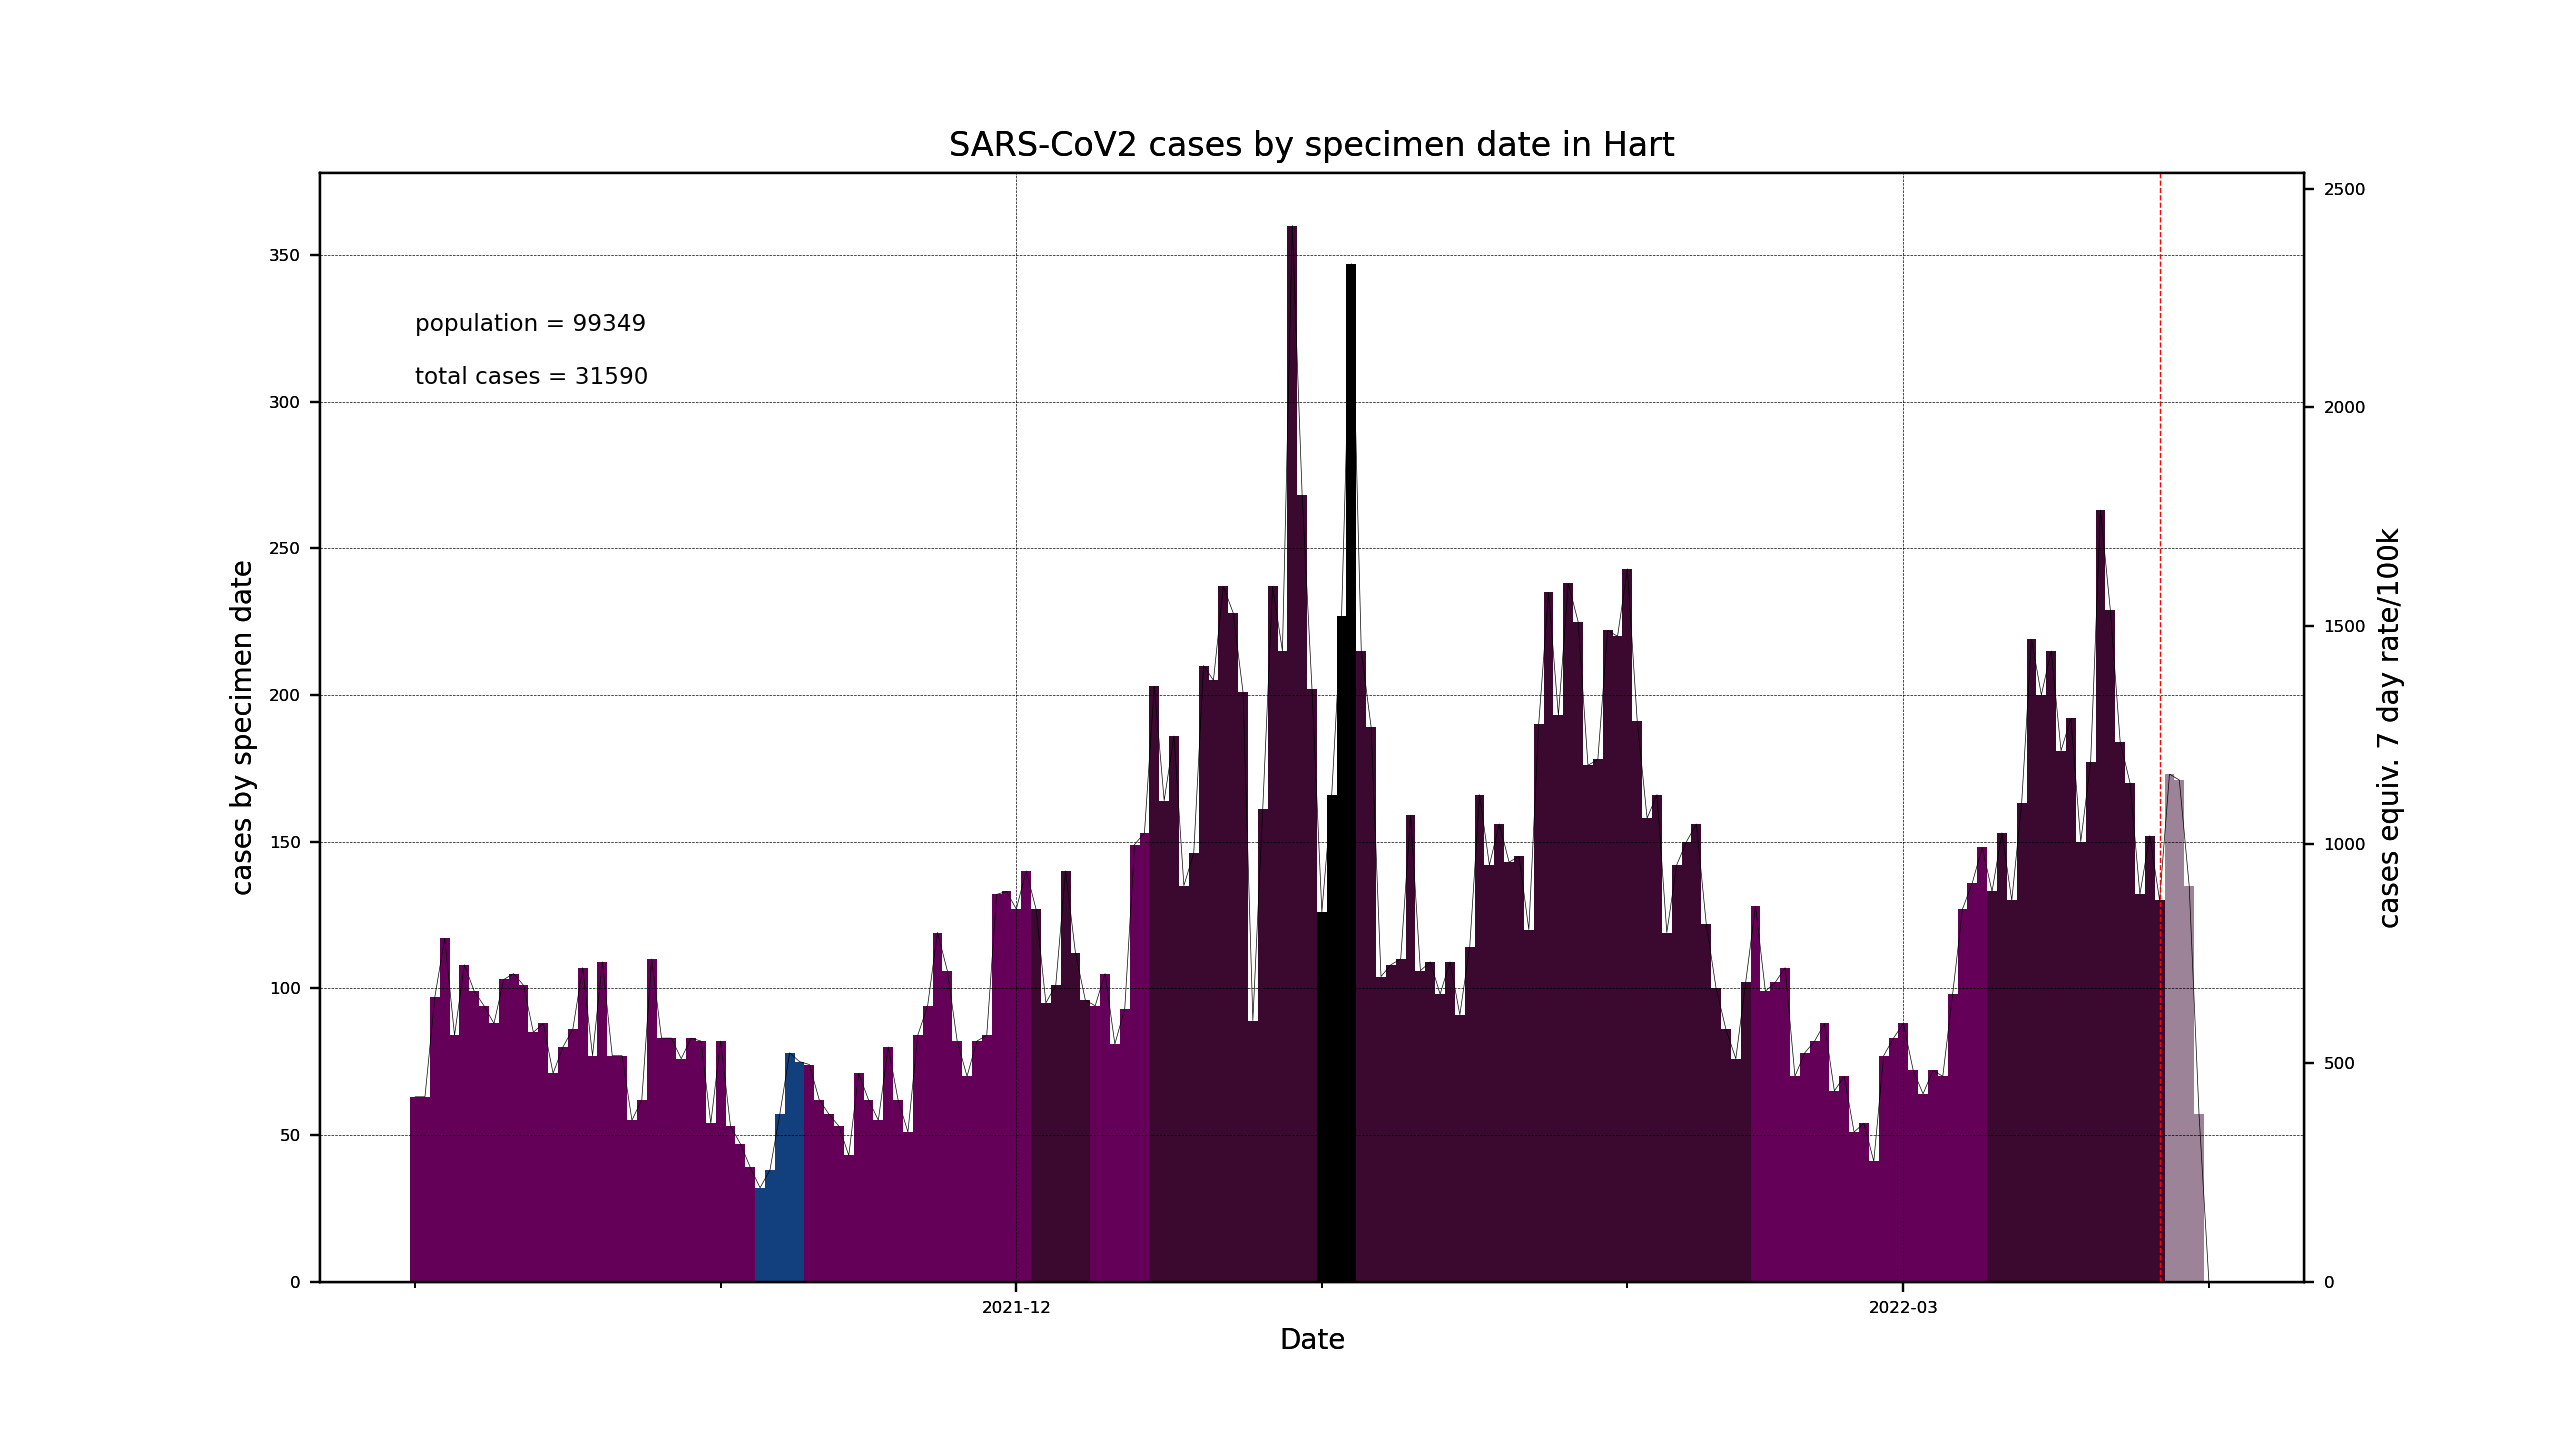 SARS-CoV2 cases by specimen date in Hart
population = 99349
total cases = 31590
cases by specimen date
350
300
250
200
150
100
50
0
2500
2000
1500
1000
500
0
cases equiv. 7 day rate/100k
2021-12
2022-03
Date